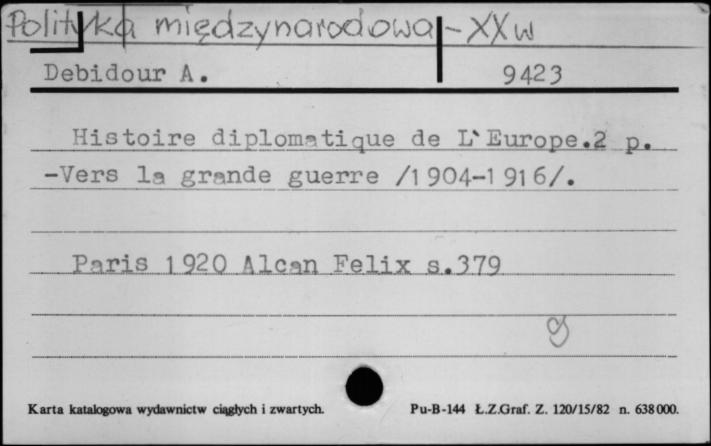 Polityka międzynarodowa - XX w
Debidour A. 9423
Histoire diplomatique de L`Europe.2 p.
-Vers la grande guerre /1904-1916/.
Paris 1920 Alcan Felix s.379
Karta katalogowa wydawnictw ciągłych i zwartych. Pu-B-144 Ł.Z.Graf. Z. 120/15/82 n. 638000.